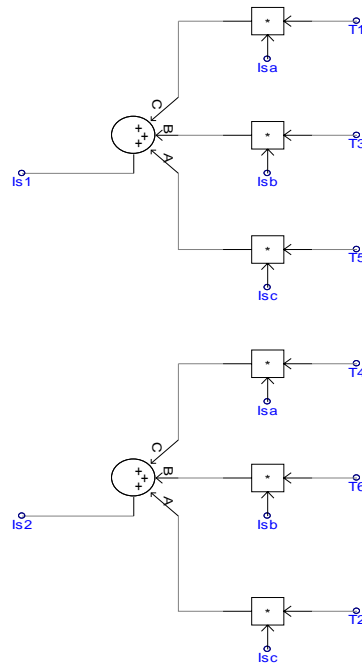 * T1
Isa
C
+
+ + B * T3
A
Is1 Isb
* T5
Isc
* T4
Isa
C
+
+ + B * T6
A
Is2 Isb
* T2
Isc